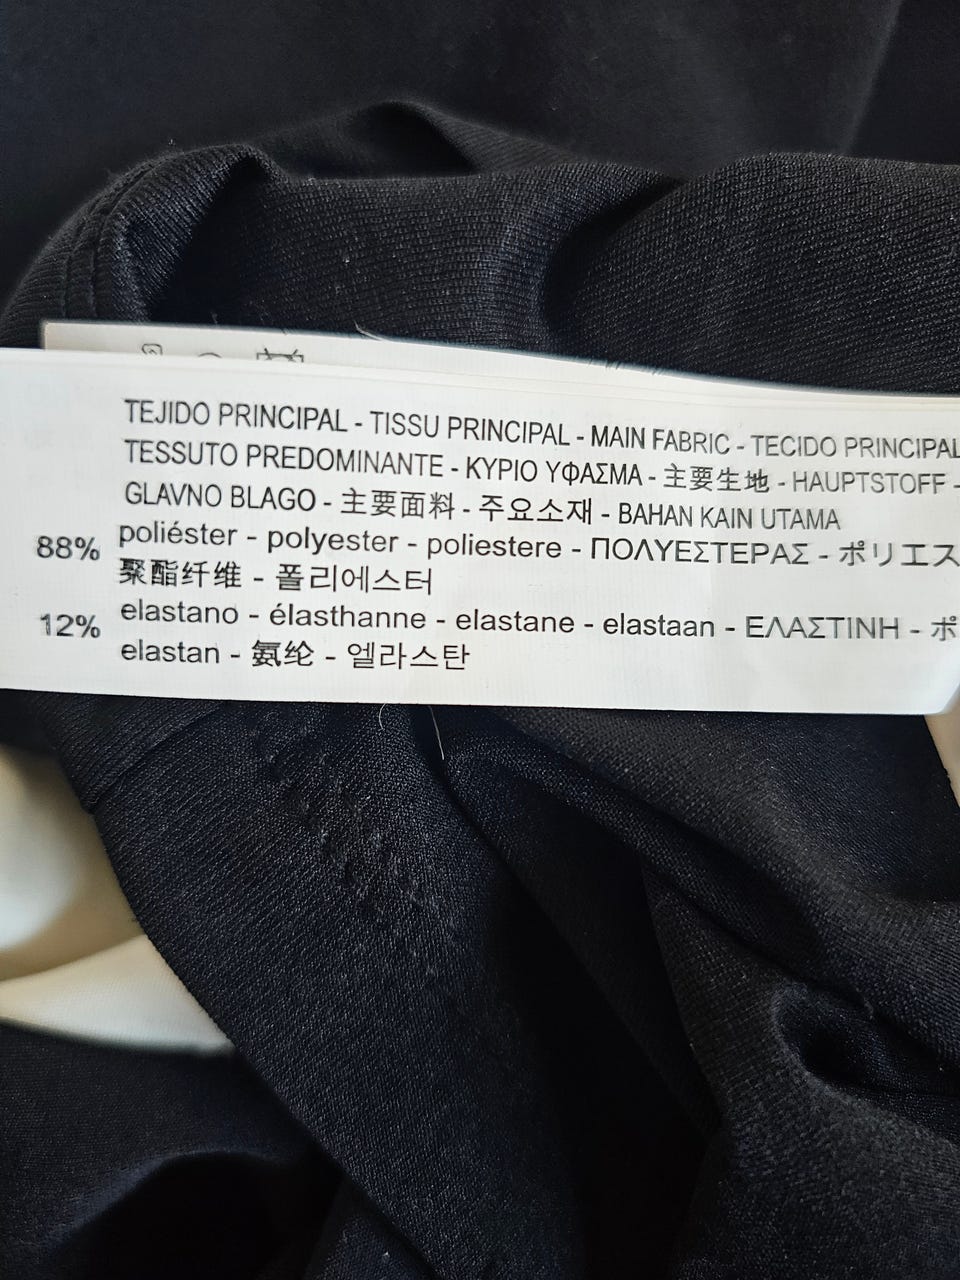 TEJIDO PRINCIPAL - TISSU PRINCIPAL - MAIN FABRIC - TECIDO PRINCIPAL
TESSUTO PREDOMINANTE - ΚΥΡΙΟ ΥΦΑΣΜΑ - 主要生地 - HAUPTSTOFF -
GLAVNO BLAGO - 主要面料 - 주요소재 - BAHAN KAIN UTAMA
88% poliéster - polyester - poliestere - ΠΟΛΥΕΣΤΕΡΑΣ - ポリエス
聚酯纤维 - 폴리에스터
12% elastano - élasthanne - elastane - elastaan - ΕΛΑΣΤΙΝΗ - ポ
elastan - 氨纶 - 엘라스탄